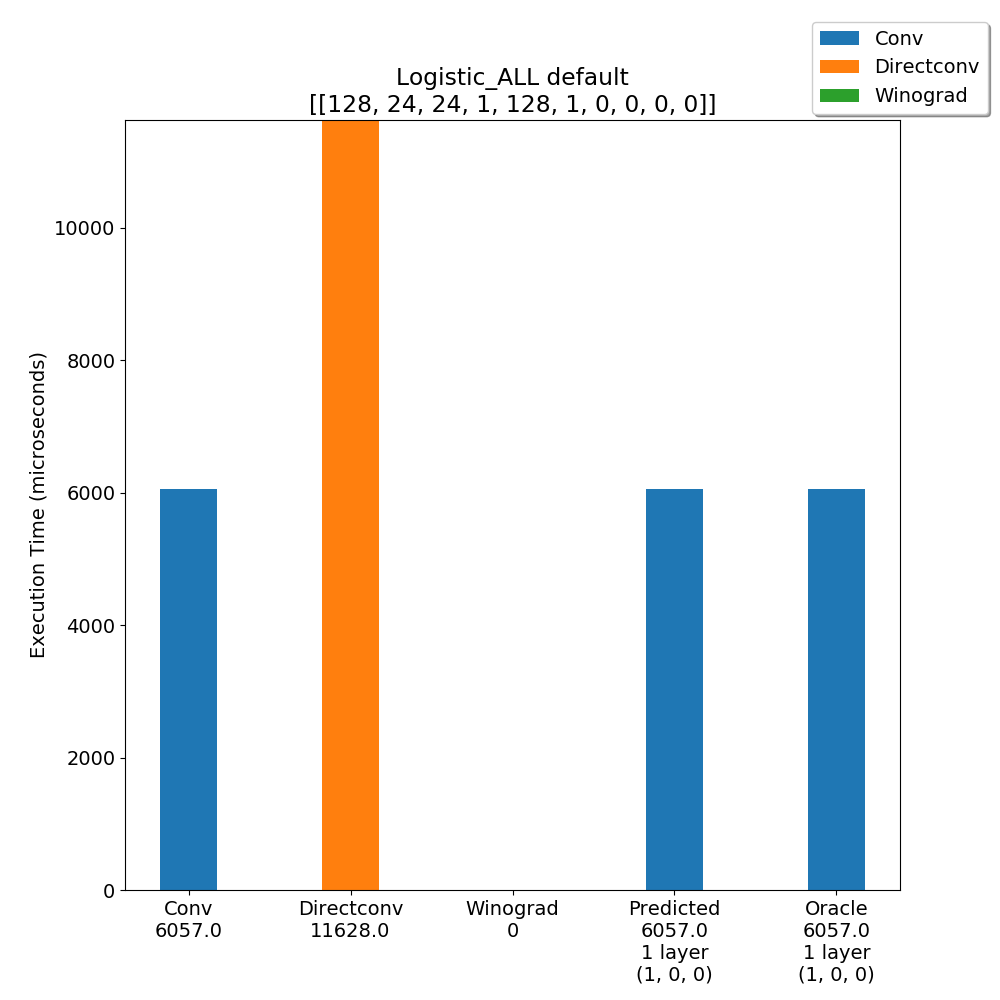 Conv
Directconv
Winograd
Logistic_ALL default
[[128, 24, 24, 1, 128, 1, 0, 0, 0, 0]]
Execution Time (microseconds)
10000
8000
6000
4000
2000
0
Conv
6057.0
Directconv
11628.0
Winograd
0
Predicted
6057.0
1 layer
(1, 0, 0)
Oracle
6057.0
1 layer
(1, 0, 0)